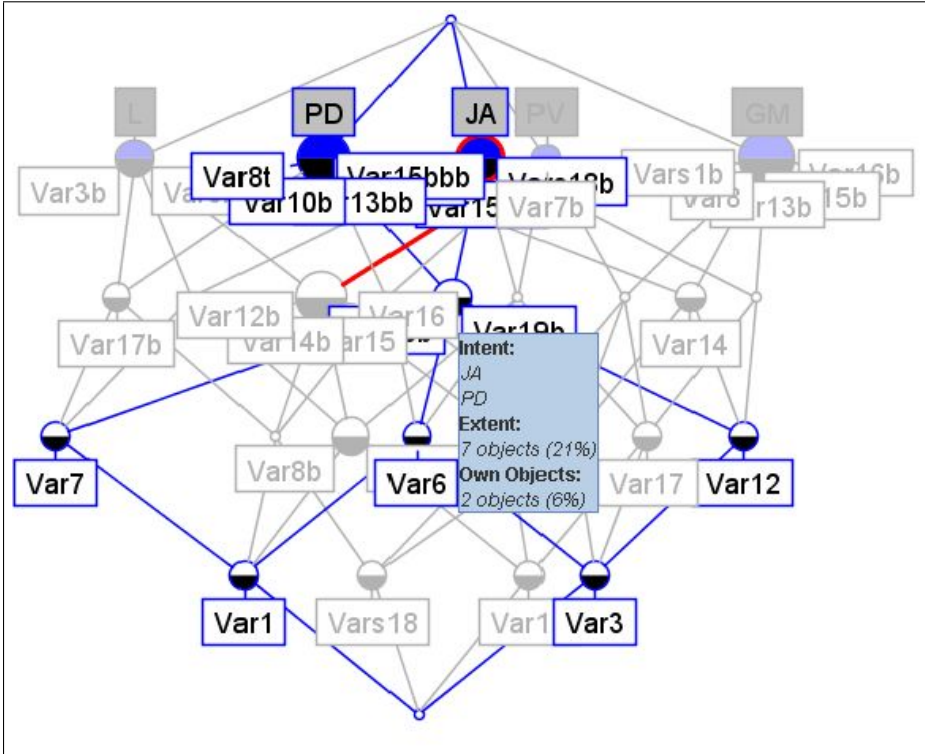 L
PD
JA
PV
GM
Var3b
Var8t
Var15bbb
Vars18b
Vars1b
Var16b
Var10b
13bb
Var15
Var7b
Var8
r13b
15b
Var17b
Var12b
Var14b
ar15
Var16
Var19b
Var14
Intent:
JA
PD
Extent:
7 objects (21%)
Own Objects:
2 objects (6%)
Var7
Var8b
Var6
Var17
Var12
Var1
Vars18
Var1
Var3